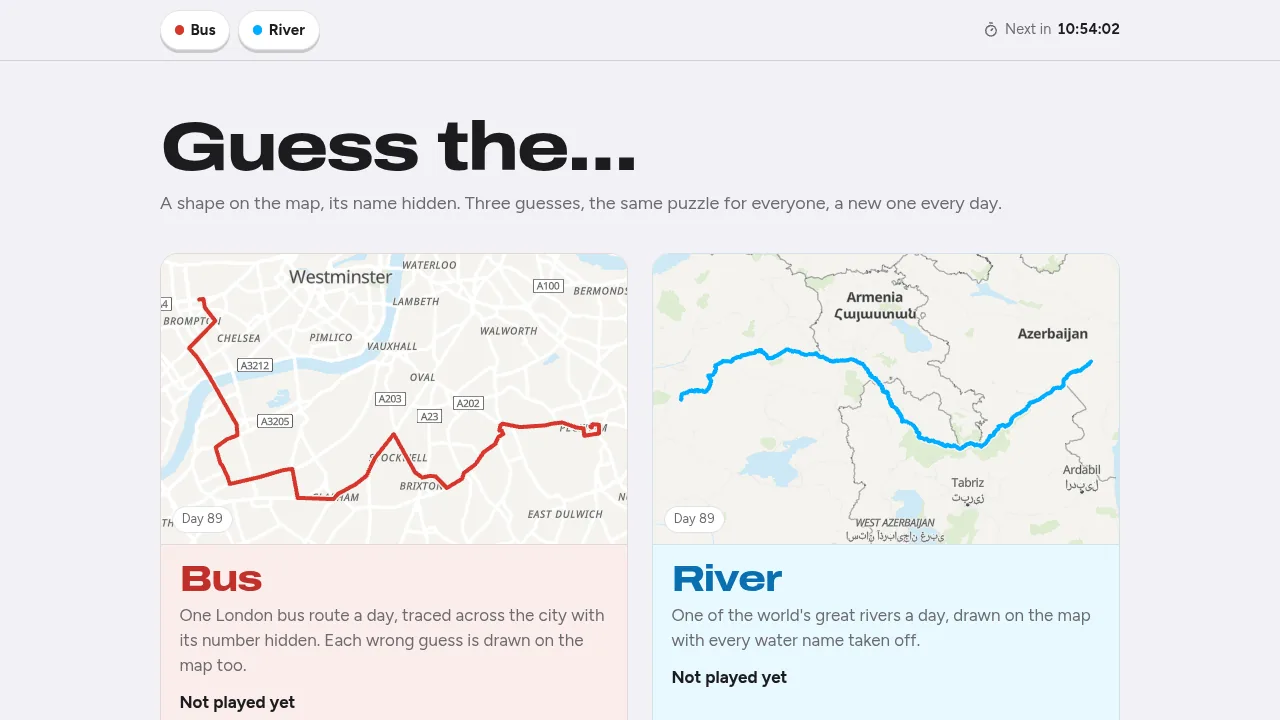 Bus
River
Next in 10:54:02
Guess the...
A shape on the map, its name hidden. Three guesses, the same puzzle for everyone, a new one every day.
WATERLOO
Westminster
A100
BERMONDS
LAMBETH
4
BROMPTON
CHELSEA
PIMLICO
WALWORTH
VAUXHALL
A3212
OVAL
A203
A202
A23
A3205
STOCKWELL
BRIXTON
CLAPHAM
EAST DULWICH
Day 89
Armenia
Հայաստան
Azerbaijan
Ardabil
اردبیل
Tabriz
تبریز
WEST AZERBAIJAN
استان آذربایجان غربی
Day 89
Bus
One London bus route a day, traced across the city with
its number hidden. Each wrong guess is drawn on the
map too.
Not played yet
River
One of the world's great rivers a day, drawn on the map
with every water name taken off.
Not played yet